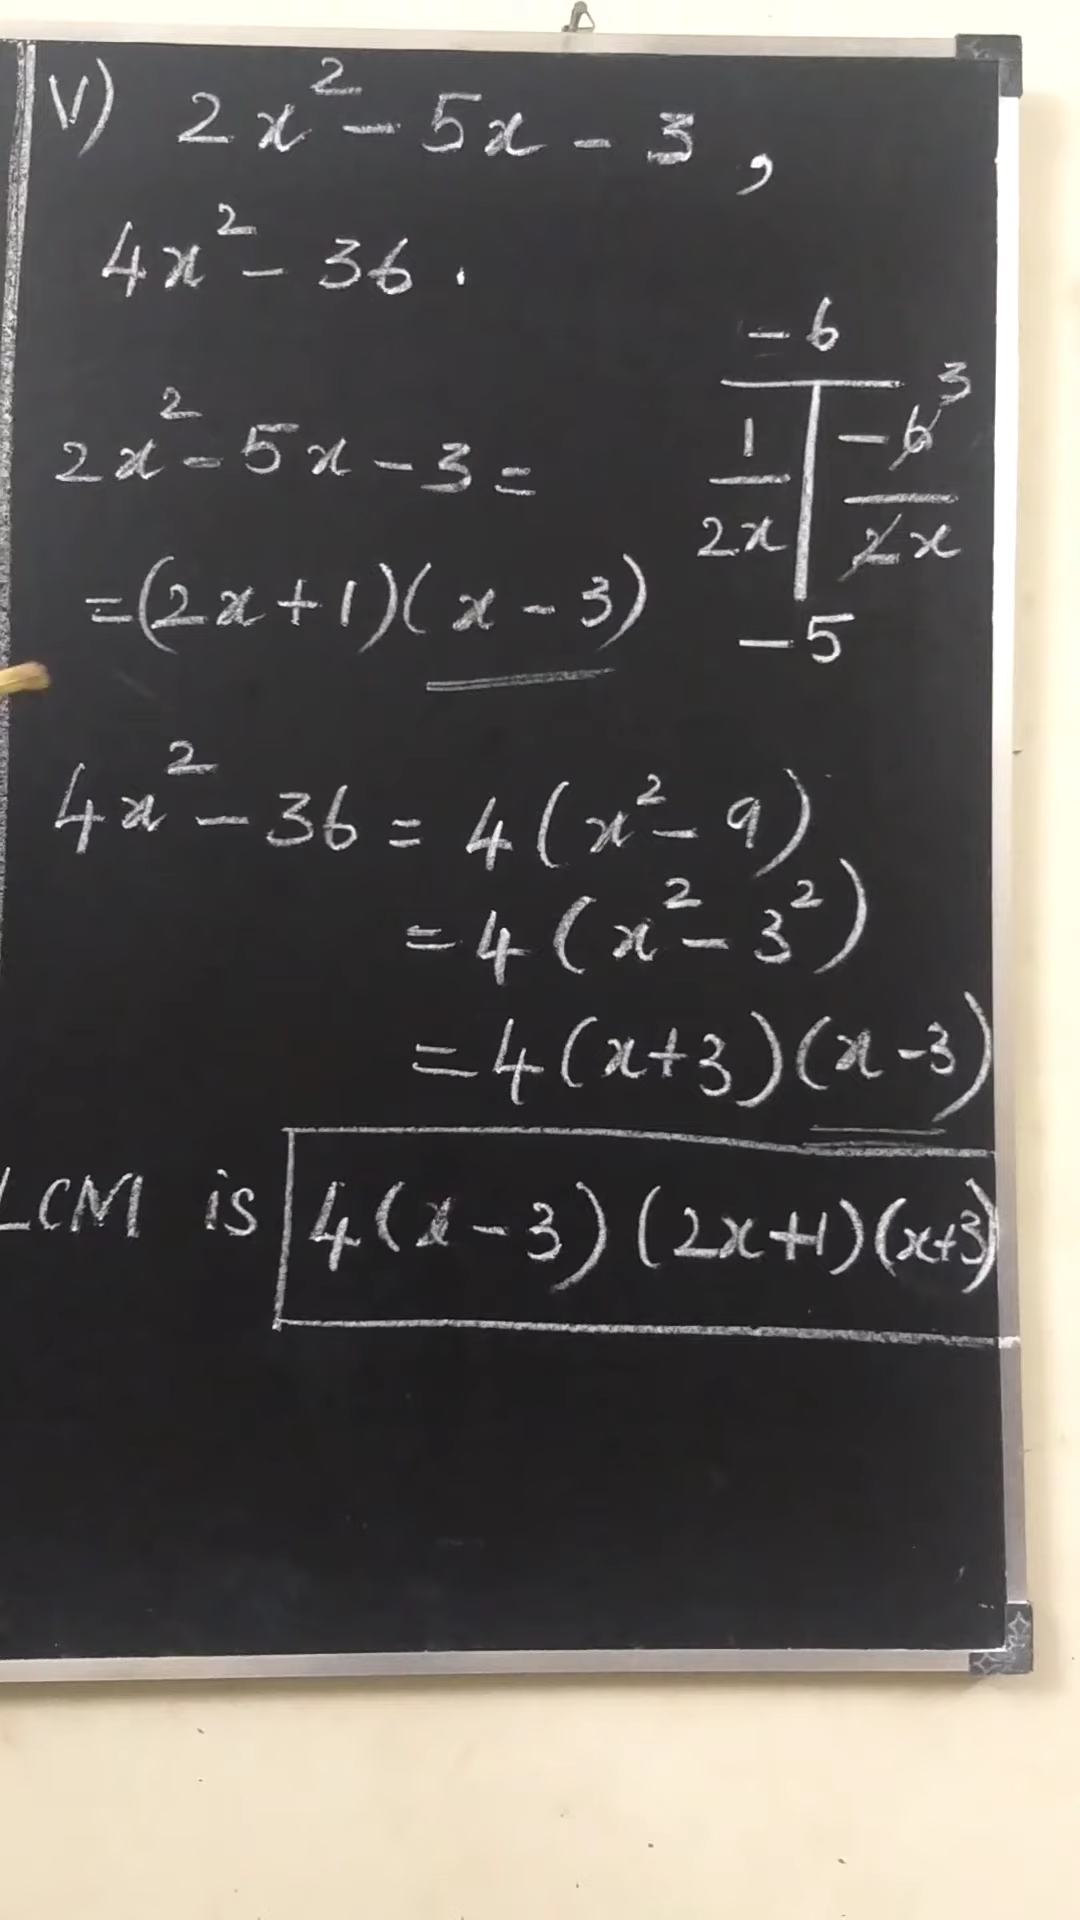 V) 2x² - 5x - 3 ,
4x² - 36 .
- 6
1 | - 6 3
2x | 2x
- 5
2x² - 5x - 3 =
= (2x + 1)( x - 3)
4x² - 36 = 4 ( x² - 9)
= 4 ( x² - 3²)
= 4 (x+3) (x - 3)
LCM is 4(x - 3) (2x+1)(x+3)